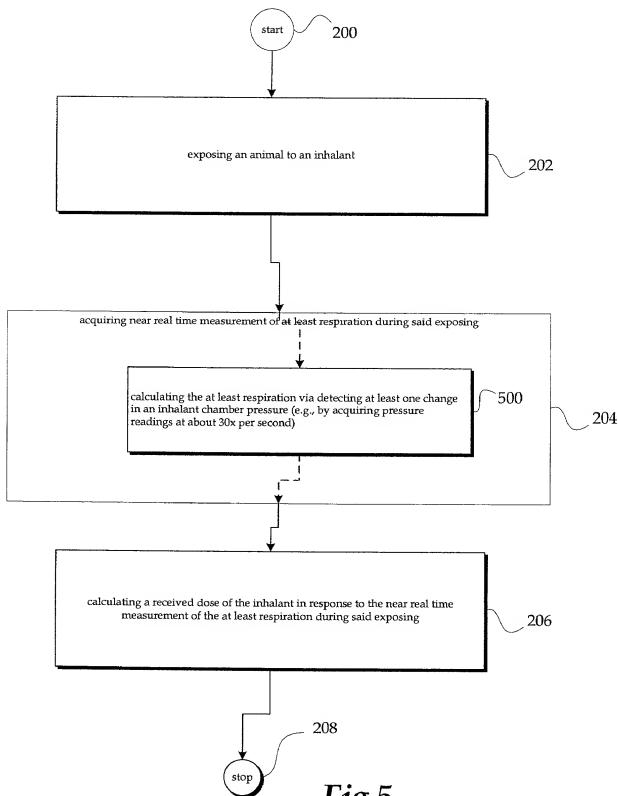 start
200
exposing an animal to an inhalant
202
acquiring near real time measurement of at least respiration during said exposing
calculating the at least respiration via detecting at least one change
in an inhalant chamber pressure (e.g., by acquiring pressure
readings at about 30x per second)
500
204
calculating a received dose of the inhalant in response to the near real time
measurement of the at least respiration during said exposing
206
208
stop
Fig 5